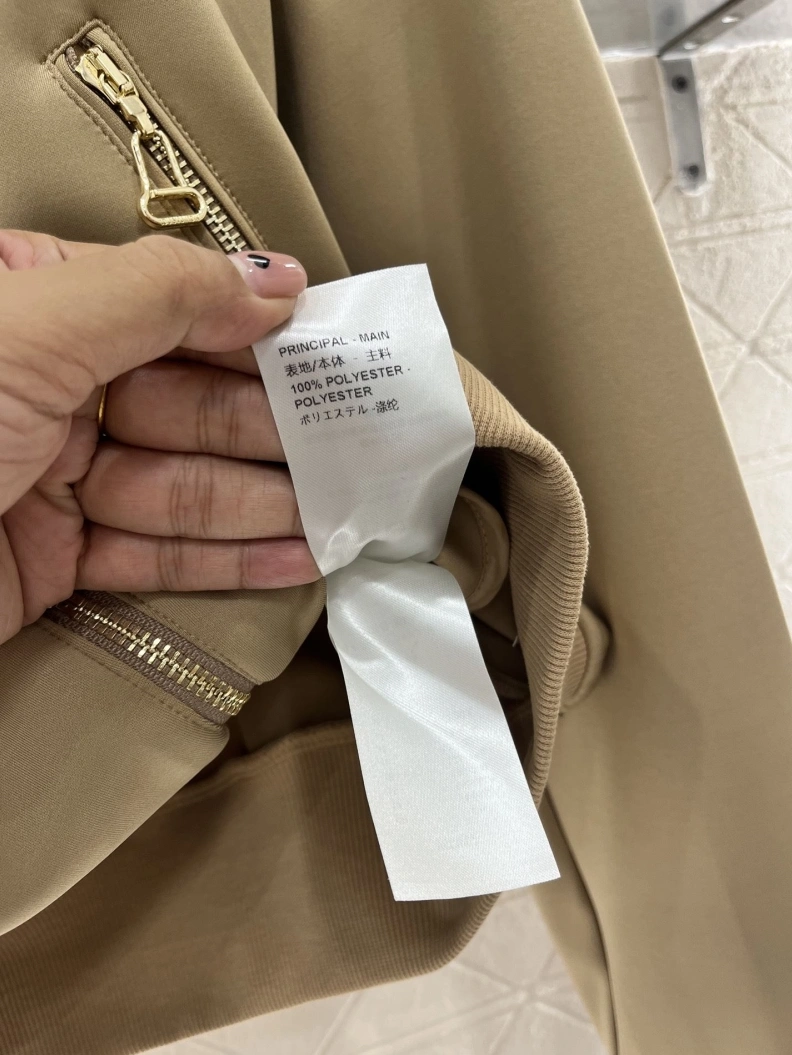 PRINCIPAL - MAIN
表地/本体 - 主料
100% POLYESTER -
POLYESTER
ポリエステル -涤纶